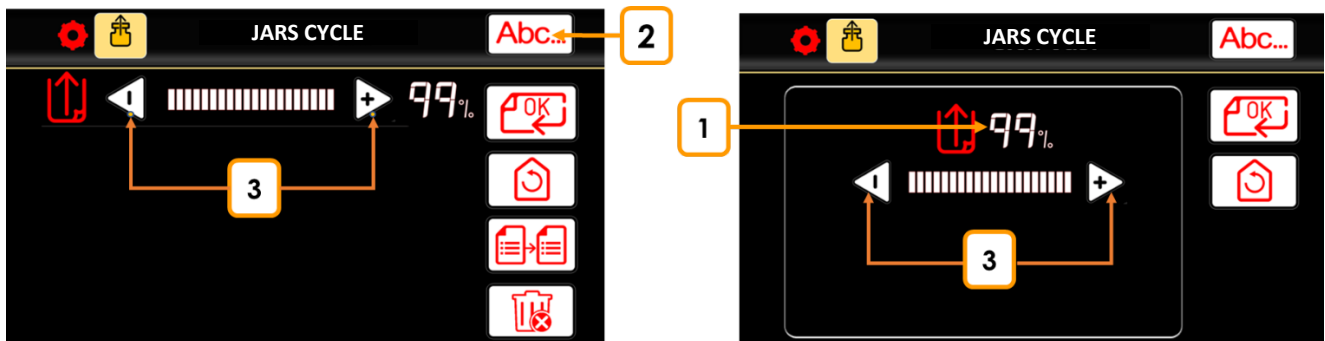 JARS CYCLE
Abc...
2
99%
OK
3
JARS CYCLE
Abc...
1
99%
OK
3